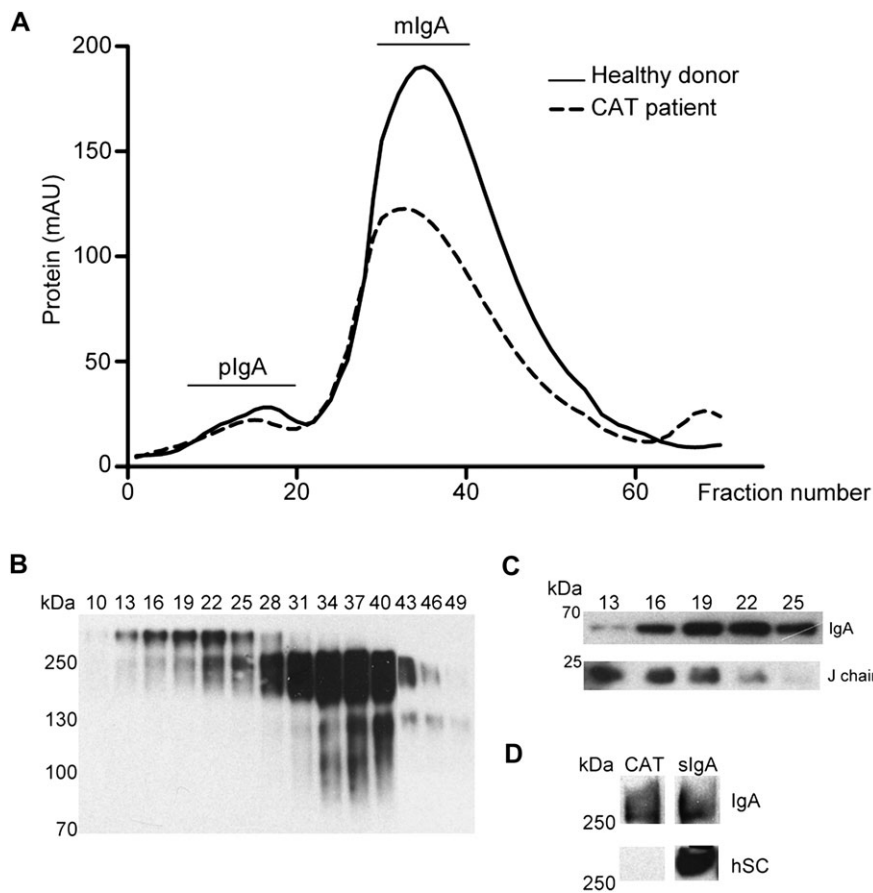 A
mIgA
200
Healthy donor
CAT patient
150
Protein (mAU)
100
50
pIgA
0
0 20 40 60 Fraction number
B
kDa 10 13 16 19 22 25 28 31 34 37 40 43 46 49
250
130
100
70
C
kDa 13 16 19 22 25
70
IgA
25
J chain
D
kDa CAT sIgA
IgA
250
hSC
250